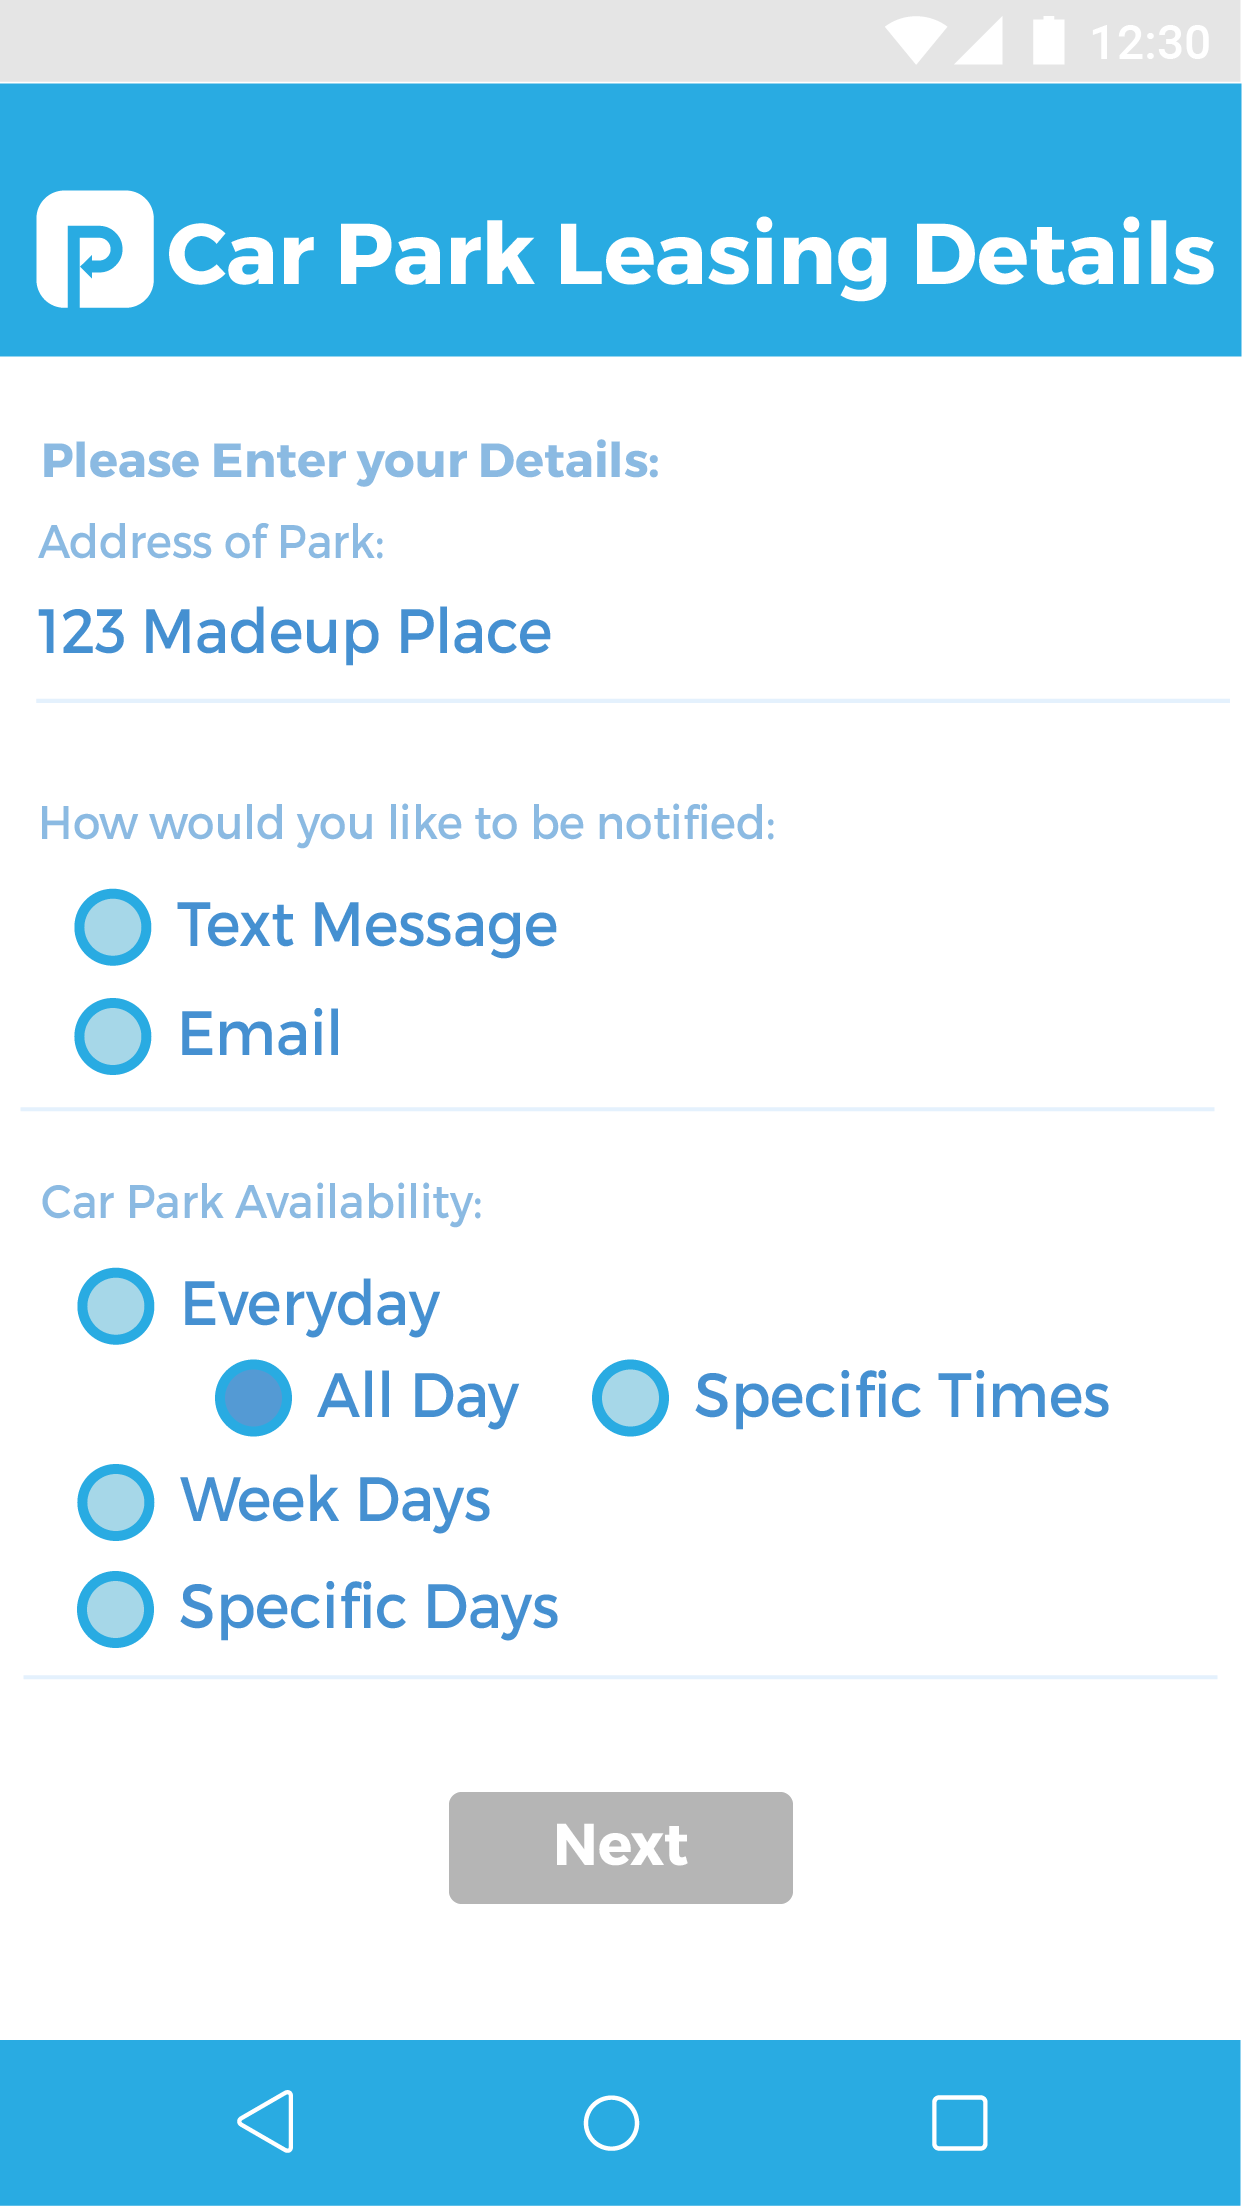 12:30
P Car Park Leasing Details
Please Enter your Details:
Address of Park:
123 Madeup Place
How would you like to be notified:
Text Message
Email
Car Park Availability:
Everyday
All Day Specific Times
Week Days
Specific Days
Next